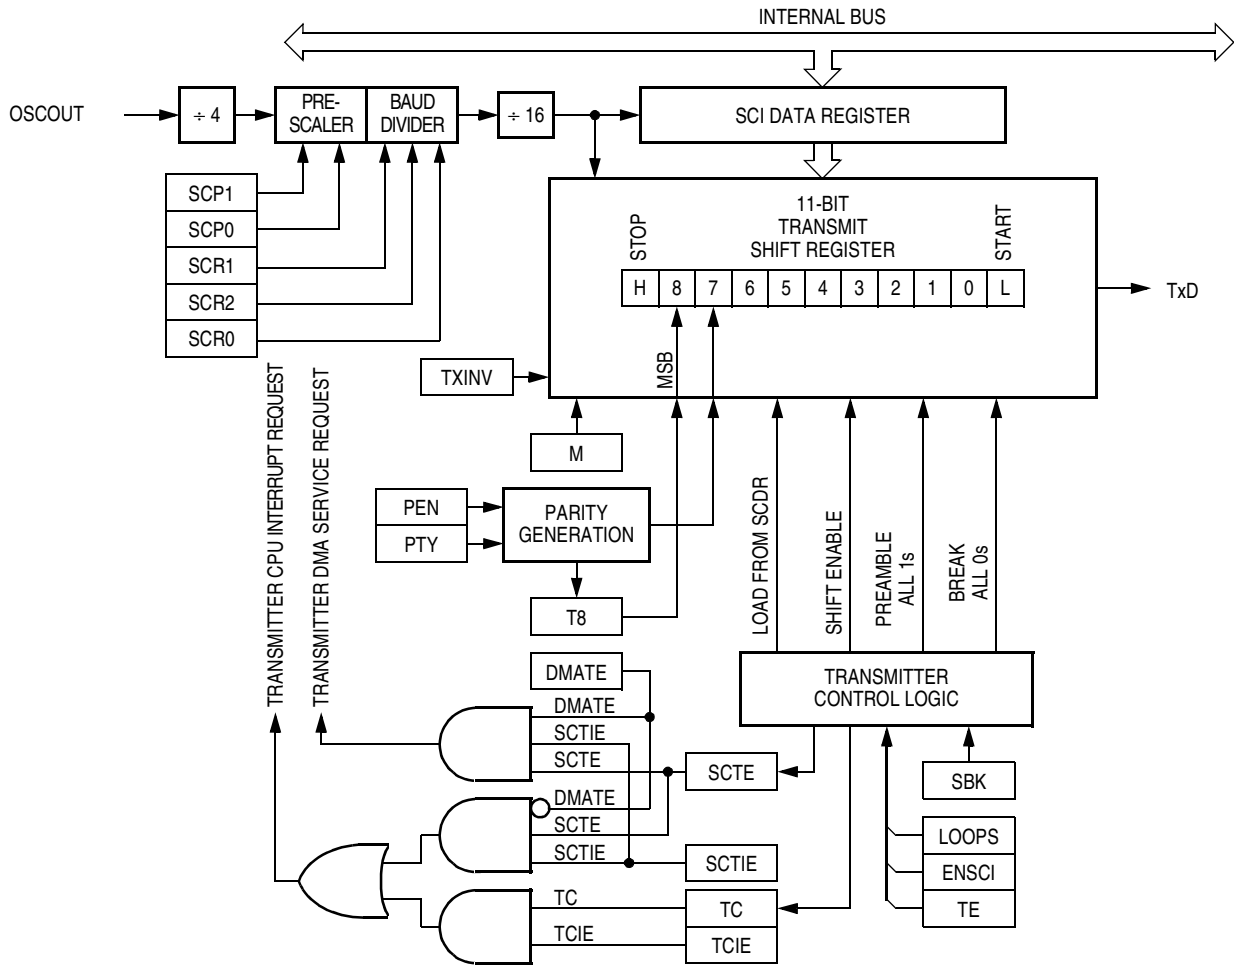 INTERNAL BUS
OSCOUT
÷ 4
PRE-
SCALER
BAUD
DIVIDER
÷ 16
SCI DATA REGISTER
SCP1
SCP0
SCR1
SCR2
SCR0
11-BIT
TRANSMIT
SHIFT REGISTER
STOP
START
H 8 7 6 5 4 3 2 1 0 L
TxD
MSB
TXINV
M
PEN
PTY
PARITY
GENERATION
T8
TRANSMITTER CPU INTERRUPT REQUEST
TRANSMITTER DMA SERVICE REQUEST
LOAD FROM SCDR
SHIFT ENABLE
PREAMBLE
ALL 1s
BREAK
ALL 0s
TRANSMITTER
CONTROL LOGIC
DMATE
DMATE
SCTIE
SCTE
SCTE
SBK
DMATE
SCTE
SCTIE
SCTIE
LOOPS
ENSCI
TE
TC
TC
TCIE
TCIE